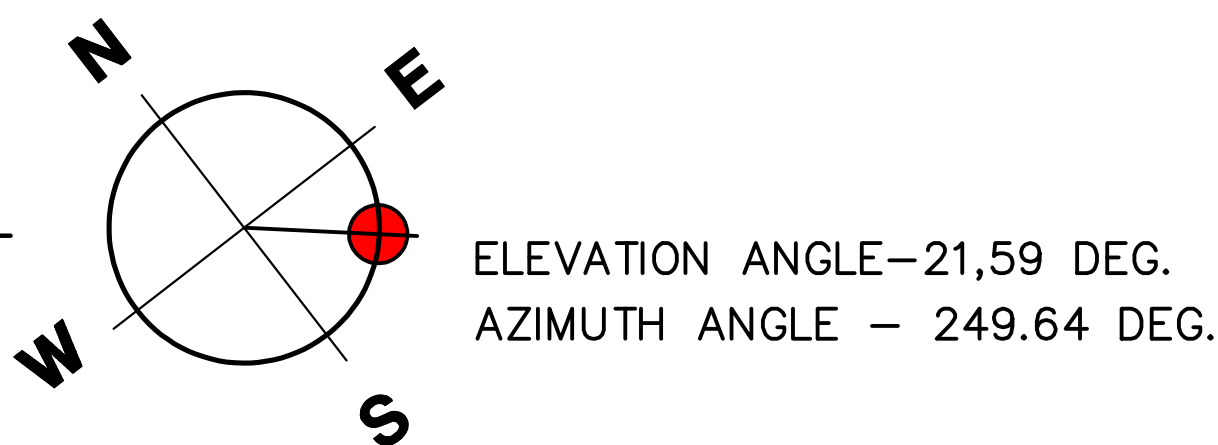 N
E
W
S
ELEVATION ANGLE-21,59 DEG.
AZIMUTH ANGLE - 249.64 DEG.